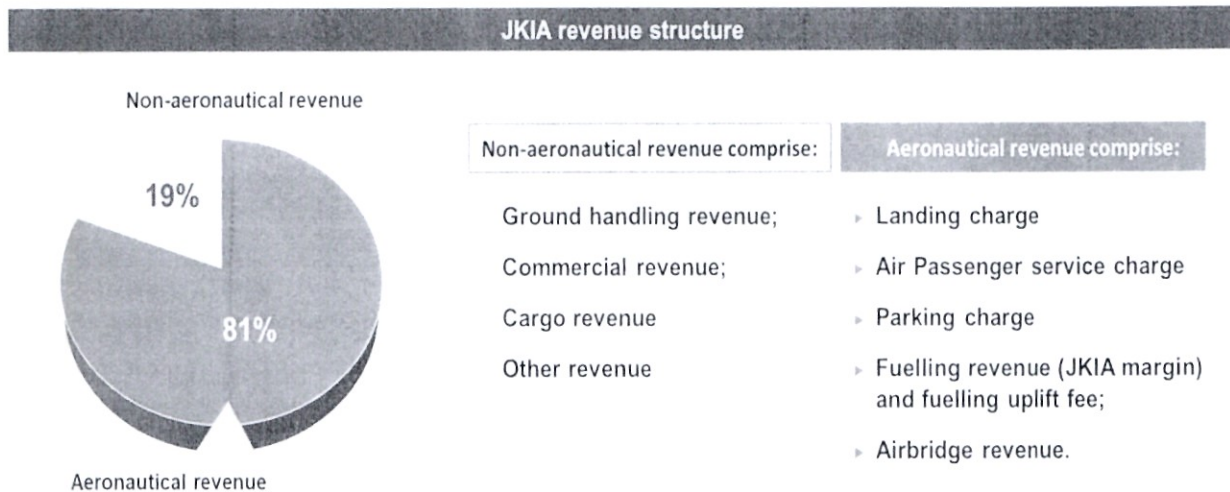 JKIA revenue structure
Non-aeronautical revenue
19%
81%
Aeronautical revenue
Non-aeronautical revenue comprise:
Ground handling revenue;
Commercial revenue;
Cargo revenue
Other revenue
Aeronautical revenue comprise:
Landing charge
Air Passenger service charge
Parking charge
Fuelling revenue (JKIA margin)
and fuelling uplift fee;
Airbridge revenue.